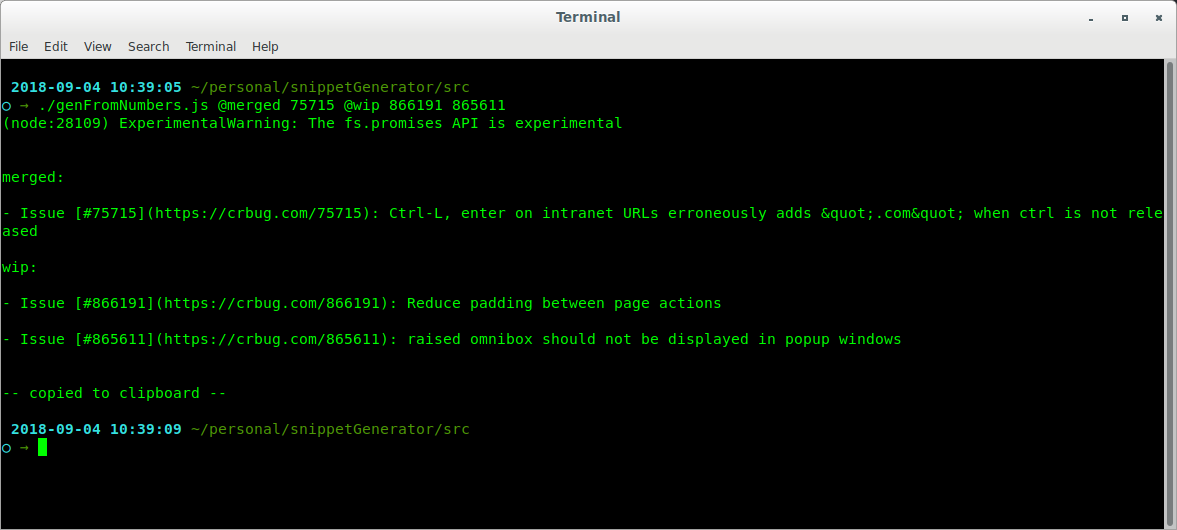 Terminal
File Edit View Search Terminal Help
2018-09-04 10:39:05 ~/personal/snippetGenerator/src
○ → ./genFromNumbers.js @merged 75715 @wip 866191 865611
(node:28109) ExperimentalWarning: The fs.promises API is experimental
merged:
- Issue [#75715](https://crbug.com/75715): Ctrl-L, enter on intranet URLs erroneously adds &quot;.com&quot; when ctrl is not rele
ased
wip:
- Issue [#866191](https://crbug.com/866191): Reduce padding between page actions
- Issue [#865611](https://crbug.com/865611): raised omnibox should not be displayed in popup windows
-- copied to clipboard --
2018-09-04 10:39:09 ~/personal/snippetGenerator/src
○ →